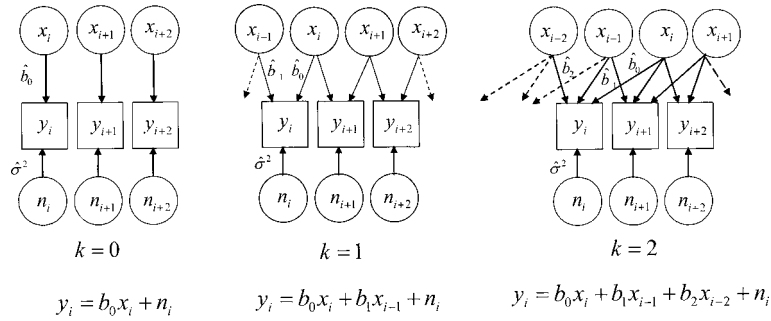 x_i x_{i+1} x_{i+2} x_{i-1} x_i x_{i+1} x_{i+2} x_{i-2} x_{i-1} x_i x_{i+1}
b̂_0 b̂_1 b̂_0 b̂_2 b̂_1 b̂_0
y_i y_{i+1} y_{i+2} y_i y_{i+1} y_{i+2} y_i y_{i+1} y_{i+2}
σ̂² σ̂² σ̂²
n_i n_{i+1} n_{i+2} n_i n_{i+1} n_{i+2} n_i n_{i+1} n_{i+2}
k = 0 k = 1 k = 2
y_i = b_0x_i + n_i y_i = b_0x_i + b_1x_{i-1} + n_i y_i = b_0x_i + b_1x_{i-1} + b_2x_{i-2} + n_i